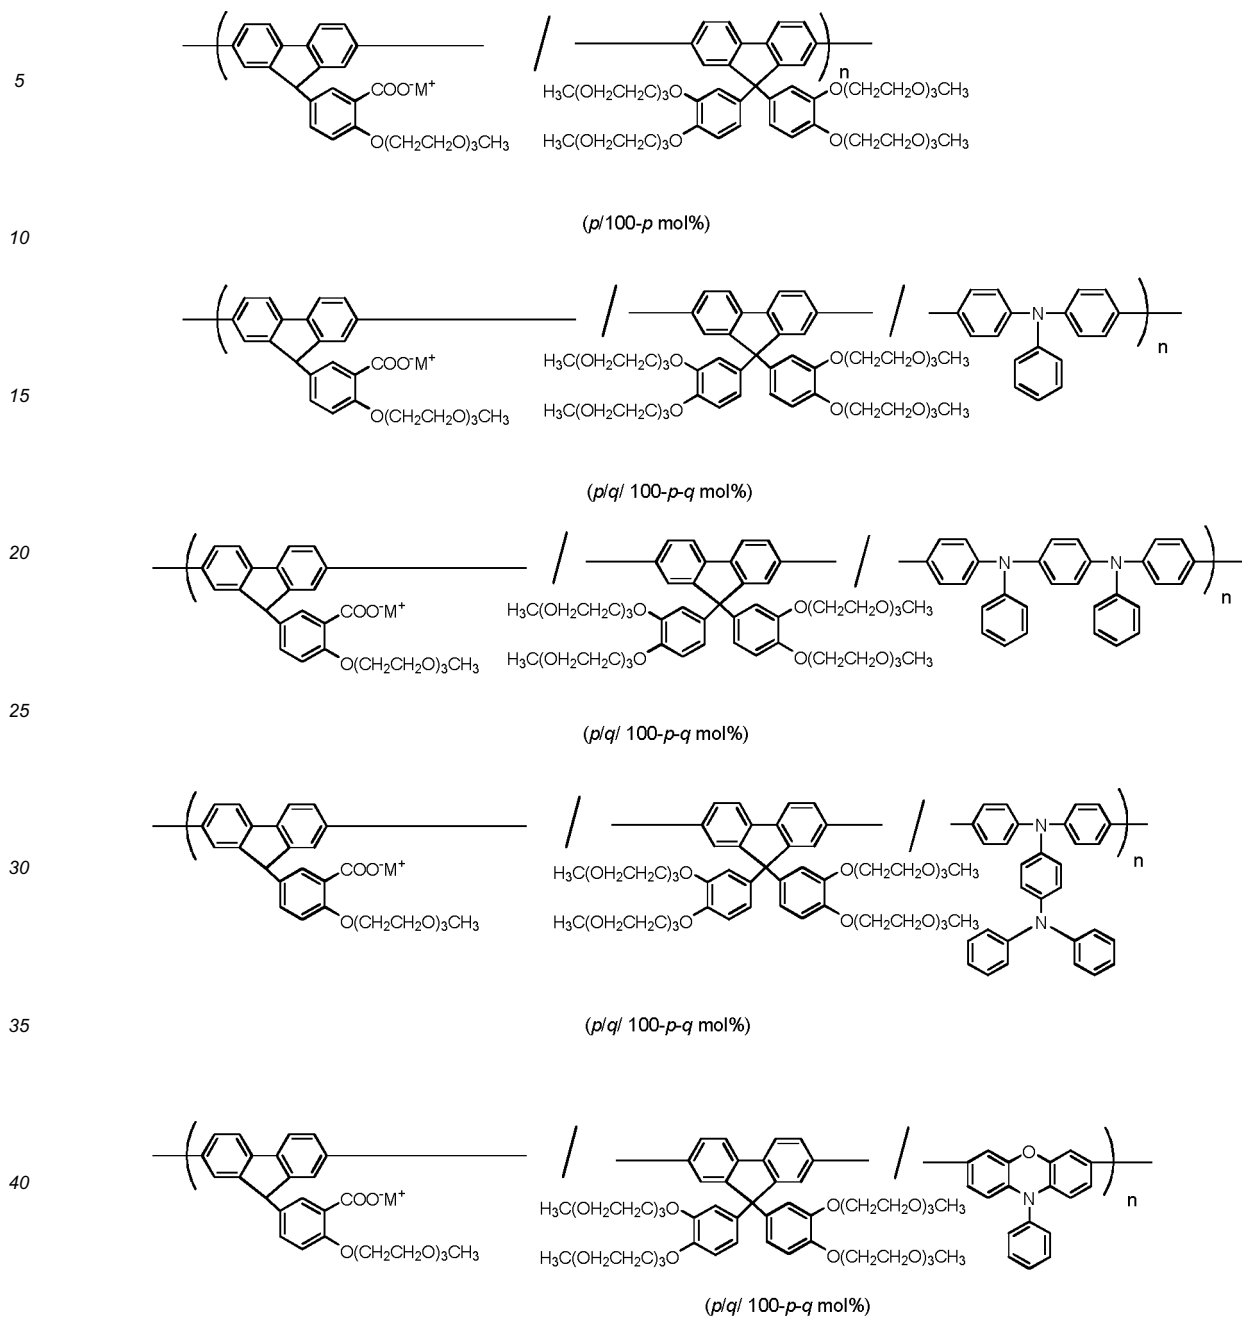 n
5
COO⁻M⁺
H₃C(OH₂CH₂C)₃O
O(CH₂CH₂O)₃CH₃
H₃C(OH₂CH₂C)₃O
O(CH₂CH₂O)₃CH₃
O(CH₂CH₂O)₃CH₃
(p/100-p mol%)
10
N
n
COO⁻M⁺
H₃C(OH₂CH₂C)₃O
O(CH₂CH₂O)₃CH₃
15
O(CH₂CH₂O)₃CH₃
H₃C(OH₂CH₂C)₃O
O(CH₂CH₂O)₃CH₃
(p/q/ 100-p-q mol%)
20
N
N
n
COO⁻M⁺
H₃C(OH₂CH₂C)₃O
O(CH₂CH₂O)₃CH₃
O(CH₂CH₂O)₃CH₃
H₃C(OH₂CH₂C)₃O
O(CH₂CH₂O)₃CH₃
25
(p/q/ 100-p-q mol%)
N
n
30
COO⁻M⁺
H₃C(OH₂CH₂C)₃O
O(CH₂CH₂O)₃CH₃
O(CH₂CH₂O)₃CH₃
H₃C(OH₂CH₂C)₃O
O(CH₂CH₂O)₃CH₃
N
35
(p/q/ 100-p-q mol%)
O
40
N
n
COO⁻M⁺
H₃C(OH₂CH₂C)₃O
O(CH₂CH₂O)₃CH₃
O(CH₂CH₂O)₃CH₃
H₃C(OH₂CH₂C)₃O
O(CH₂CH₂O)₃CH₃
(p/q/ 100-p-q mol%)